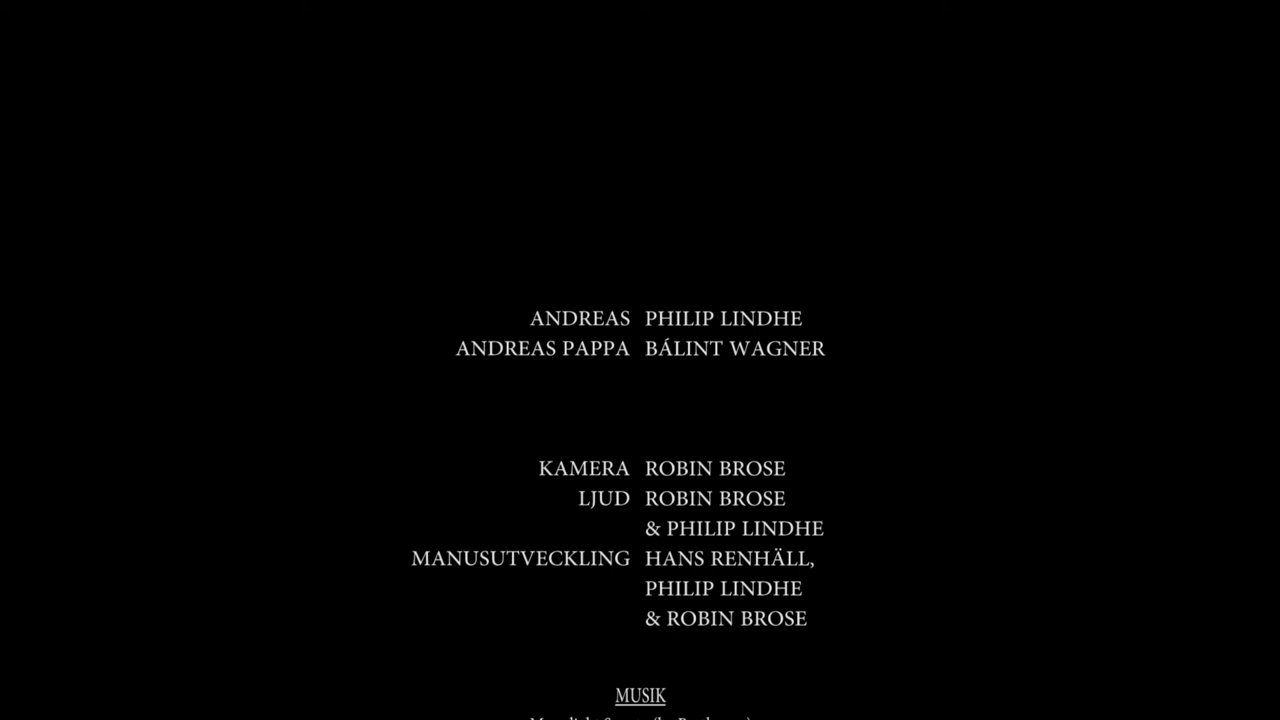 ANDREAS PHILIP LINDHE
ANDREAS PAPPA BÁLINT WAGNER
KAMERA ROBIN BROSE
LJUD ROBIN BROSE
& PHILIP LINDHE
MANUSUTVECKLING HANS RENHÄLL,
PHILIP LINDHE
& ROBIN BROSE
MUSIK